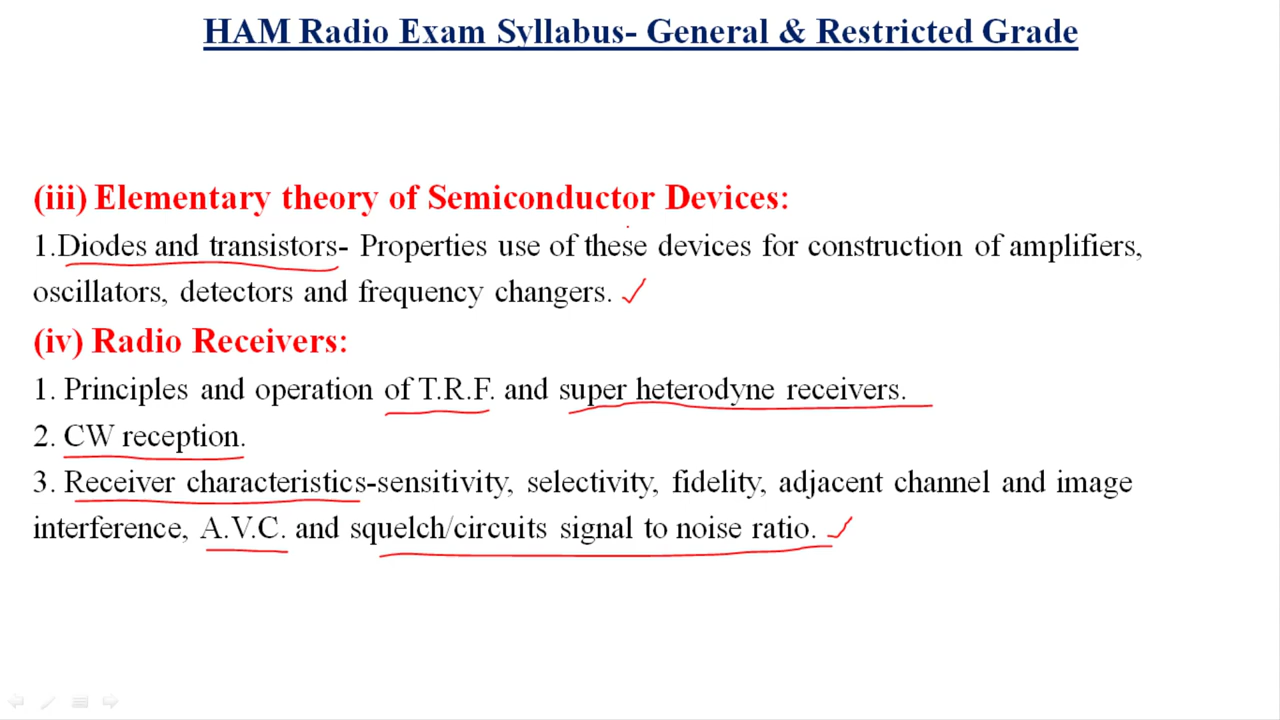 HAM Radio Exam Syllabus- General & Restricted Grade
(iii) Elementary theory of Semiconductor Devices:
1.Diodes and transistors- Properties use of these devices for construction of amplifiers,
oscillators, detectors and frequency changers.
(iv) Radio Receivers:
1. Principles and operation of T.R.F. and super heterodyne receivers.
2. CW reception.
3. Receiver characteristics-sensitivity, selectivity, fidelity, adjacent channel and image
interference, A.V.C. and squelch/circuits signal to noise ratio.